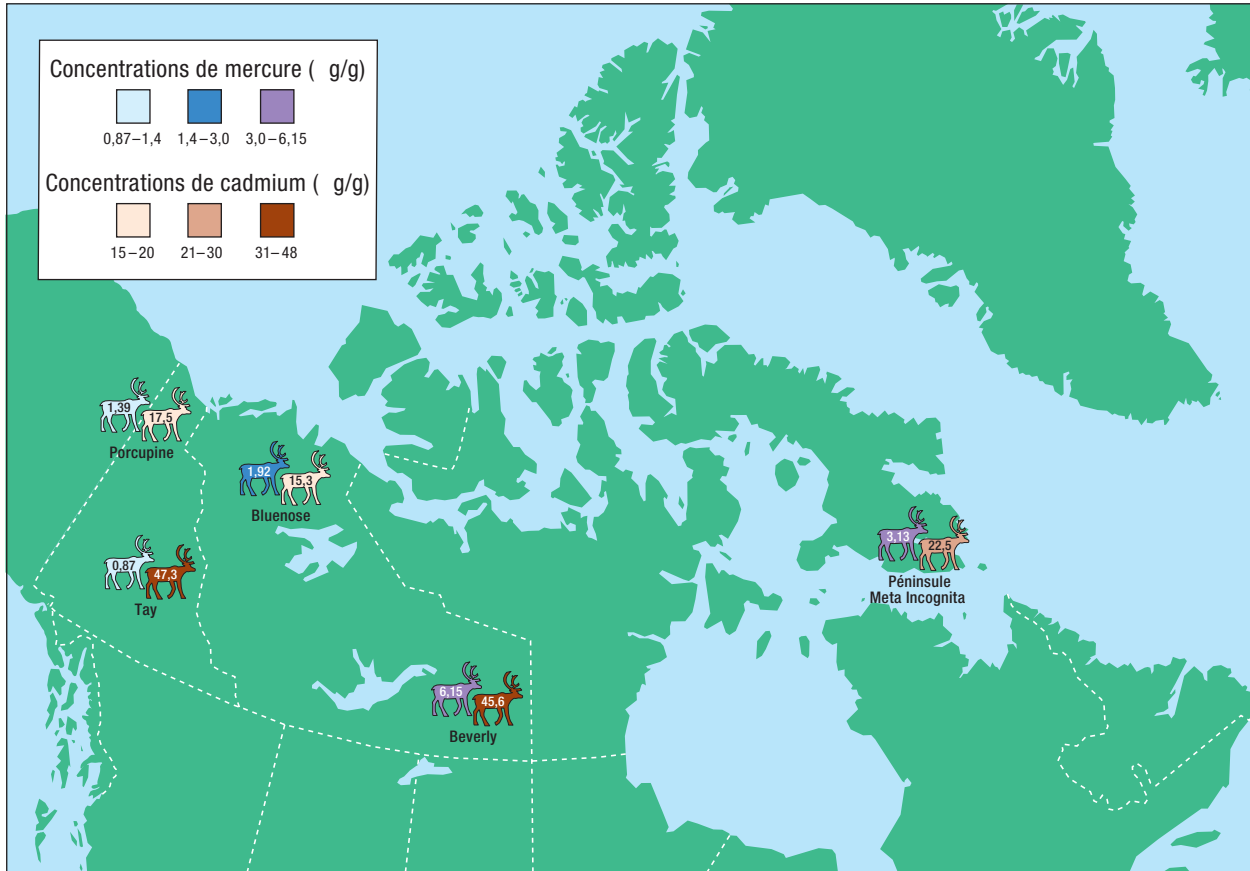 Concentrations de mercure ( g/g)
0,87–1,4 1,4–3,0 3,0–6,15
Concentrations de cadmium ( g/g)
15–20 21–30 31–48
1,39
17,5
Porcupine
1,92
15,3
Bluenose
0,87
47,3
Tay
3,13
22,5
Péninsule
Meta Incognita
6,15
45,6
Beverly